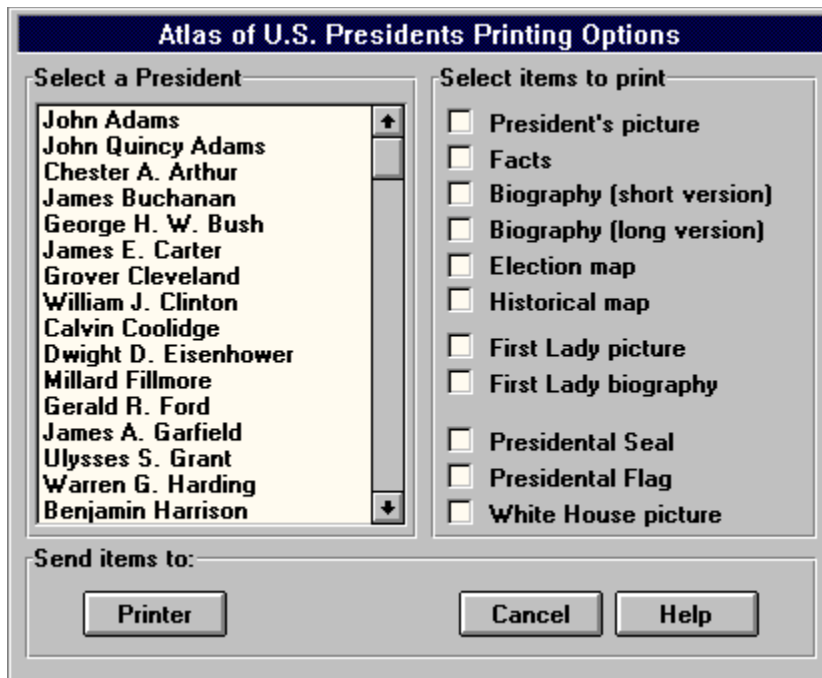 Atlas of U.S. Presidents Printing Options
Select a President
John Adams
John Quincy Adams
Chester A. Arthur
James Buchanan
George H. W. Bush
James E. Carter
Grover Cleveland
William J. Clinton
Calvin Coolidge
Dwight D. Eisenhower
Millard Fillmore
Gerald R. Ford
James A. Garfield
Ulysses S. Grant
Warren G. Harding
Benjamin Harrison
Select items to print
President's picture
Facts
Biography (short version)
Biography (long version)
Election map
Historical map
First Lady picture
First Lady biography
Presidental Seal
Presidental Flag
White House picture
Send items to:
Printer
Cancel
Help